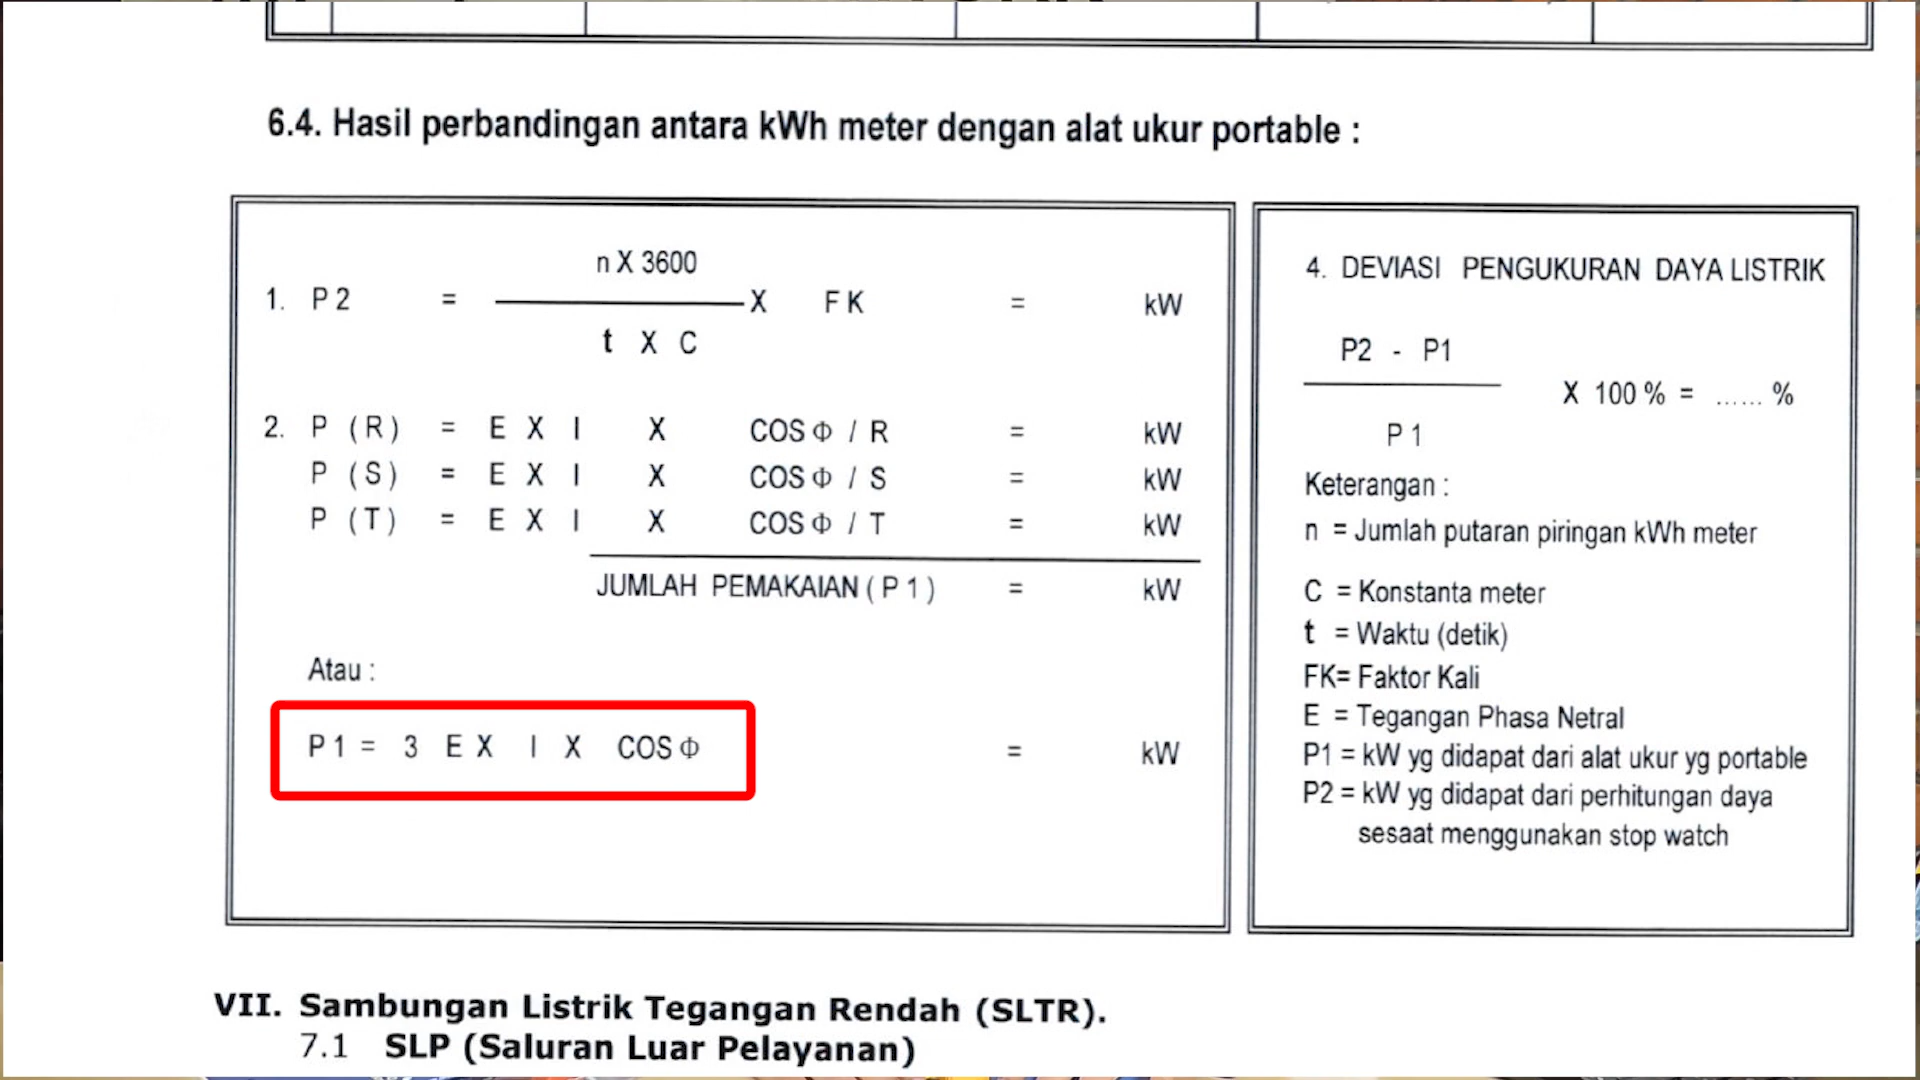 6.4. Hasil perbandingan antara kWh meter dengan alat ukur portable :
n X 3600
1. P 2 = X F K = kW
t X C
2. P (R) = E X I X COS Φ / R = kW
P (S) = E X I X COS Φ / S = kW
P (T) = E X I X COS Φ / T = kW
JUMLAH PEMAKAIAN ( P 1 ) = kW
Atau :
P 1 = 3 E X I X COS Φ = kW
4. DEVIASI PENGUKURAN DAYA LISTRIK
P2 - P1
X 100 % = ...... %
P 1
Keterangan :
n = Jumlah putaran piringan kWh meter
C = Konstanta meter
t = Waktu (detik)
FK= Faktor Kali
E = Tegangan Phasa Netral
P1 = kW yg didapat dari alat ukur yg portable
P2 = kW yg didapat dari perhitungan daya
sesaat menggunakan stop watch
VII. Sambungan Listrik Tegangan Rendah (SLTR).
7.1 SLP (Saluran Luar Pelayanan)